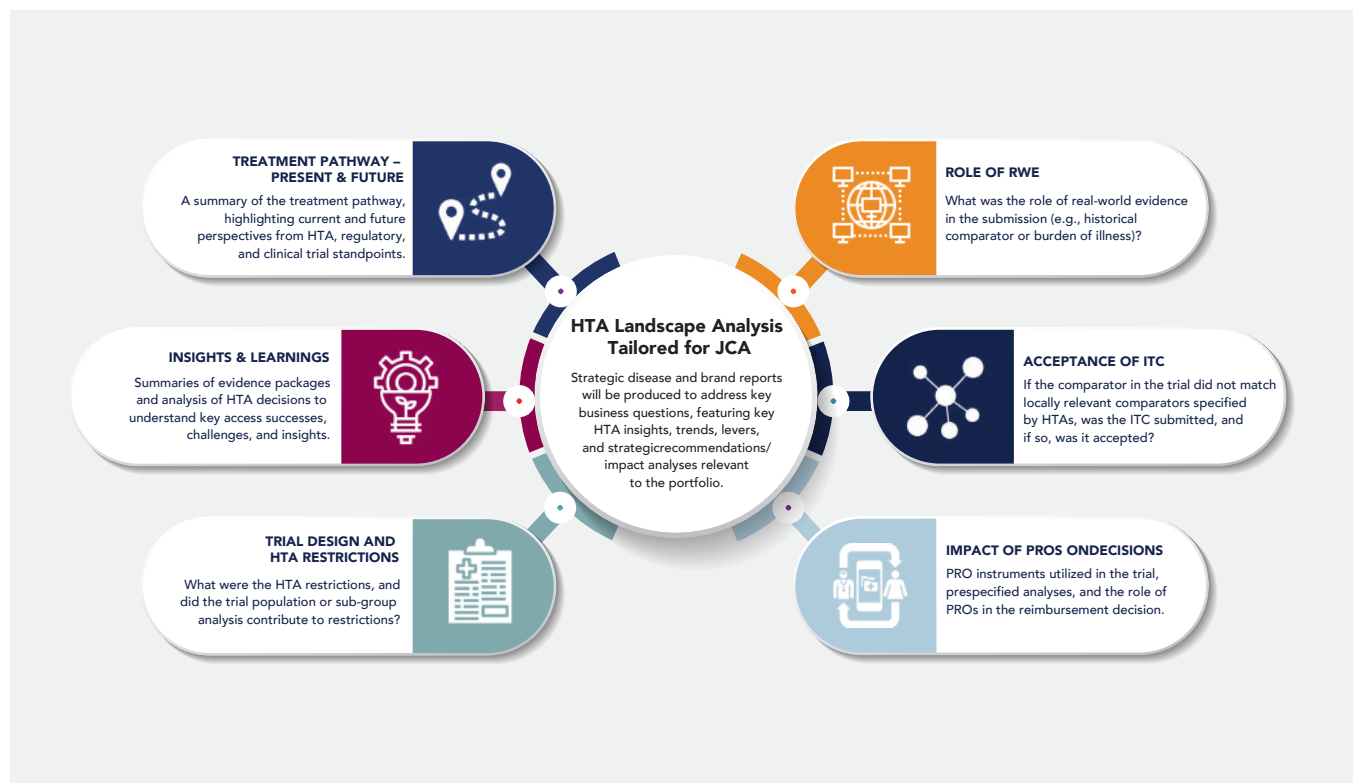 TREATMENT PATHWAY –
PRESENT & FUTURE
A summary of the treatment pathway,
highlighting current and future
perspectives from HTA, regulatory,
and clinical trial standpoints.
INSIGHTS & LEARNINGS
Summaries of evidence packages
and analysis of HTA decisions to
understand key access successes,
challenges, and insights.
TRIAL DESIGN AND
HTA RESTRICTIONS
What were the HTA restrictions, and
did the trial population or sub-group
analysis contribute to restrictions?
HTA Landscape Analysis
Tailored for JCA
Strategic disease and brand reports
will be produced to address key
business questions, featuring key
HTA insights, trends, levers,
and strategicrecommendations/
impact analyses relevant
to the portfolio.
ROLE OF RWE
What was the role of real-world evidence
in the submission (e.g., historical
comparator or burden of illness)?
ACCEPTANCE OF ITC
If the comparator in the trial did not match
locally relevant comparators specified
by HTAs, was the ITC submitted, and
if so, was it accepted?
IMPACT OF PROS ONDECISIONS
PRO instruments utilized in the trial,
prespecified analyses, and the role of
PROs in the reimbursement decision.